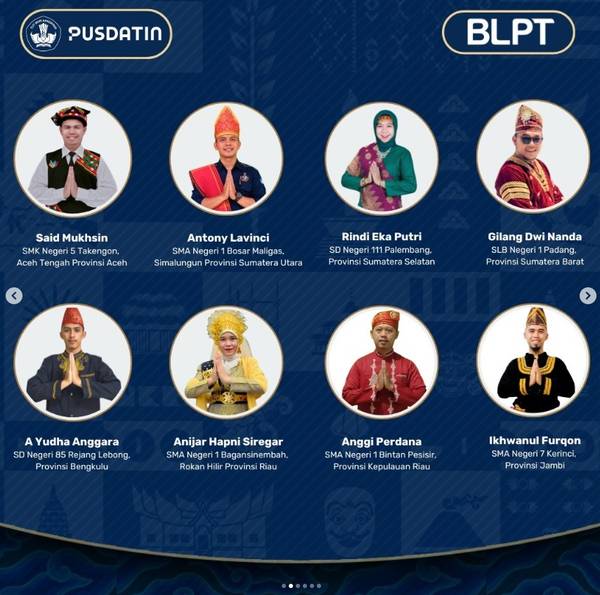 PUSDATIN
BLPT
Said Mukhsin
SMK Negeri 5 Takengon,
Aceh Tengah Provinsi Aceh
Antony Lavinci
SMA Negeri 1 Bosar Maligas,
Simalungun Provinsi Sumatera Utara
Rindi Eka Putri
SD Negeri 111 Palembang,
Provinsi Sumatera Selatan
Gilang Dwi Nanda
SLB Negeri 1 Padang,
Provinsi Sumatera Barat
A Yudha Anggara
SD Negeri 85 Rejang Lebong,
Provinsi Bengkulu
Anijar Hapni Siregar
SMA Negeri 1 Bagansinembah,
Rokan Hilir Provinsi Riau
Anggi Perdana
SMA Negeri 1 Bintan Pesisir,
Provinsi Kepulauan Riau
Ikhwanul Furqon
SMA Negeri 7 Kerinci,
Provinsi Jambi